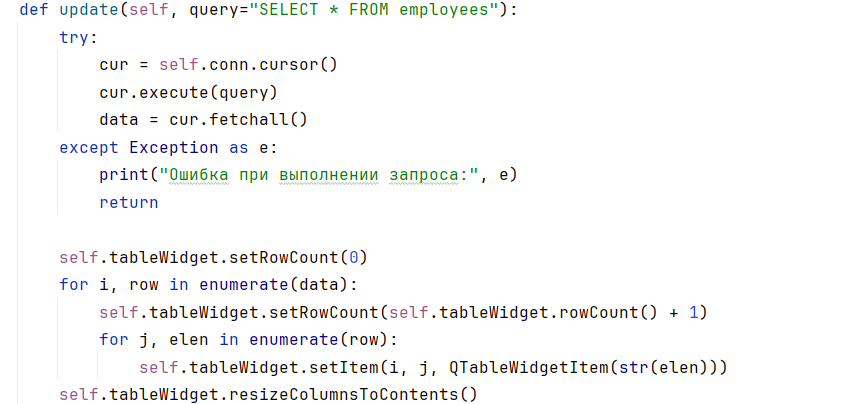 def update(self, query="SELECT * FROM employees"):
    try:
        cur = self.conn.cursor()
        cur.execute(query)
        data = cur.fetchall()
    except Exception as e:
        print("Ошибка при выполнении запроса:", e)
        return

    self.tableWidget.setRowCount(0)
    for i, row in enumerate(data):
        self.tableWidget.setRowCount(self.tableWidget.rowCount() + 1)
        for j, elen in enumerate(row):
            self.tableWidget.setItem(i, j, QTableWidgetItem(str(elen)))
    self.tableWidget.resizeColumnsToContents()